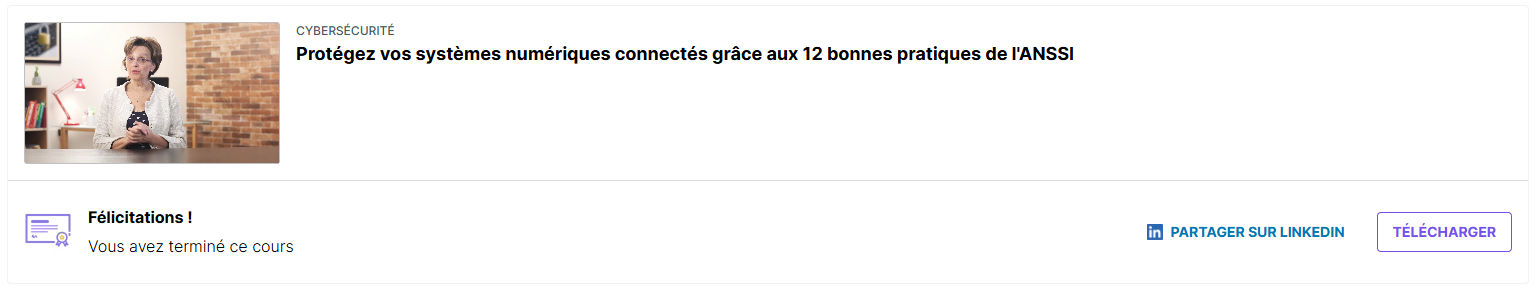 CYBERSÉCURITÉ
Protégez vos systèmes numériques connectés grâce aux 12 bonnes pratiques de l'ANSSI
Félicitations !
Vous avez terminé ce cours
in PARTAGER SUR LINKEDIN
TÉLÉCHARGER